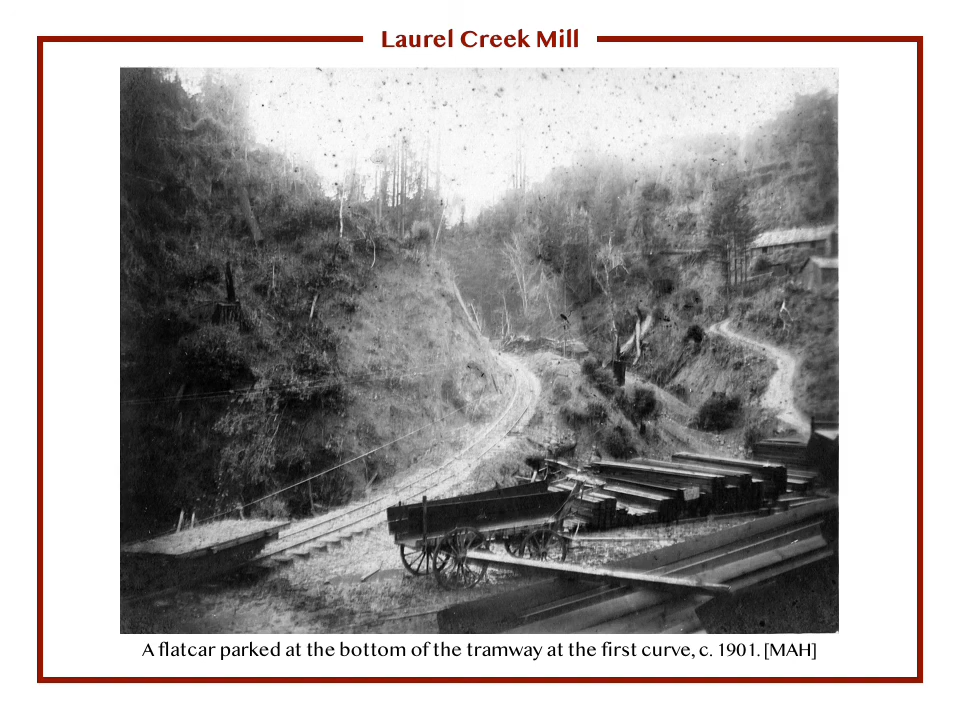 Laurel Creek Mill
A flatcar parked at the bottom of the tramway at the first curve, c. 1901. [MAH]